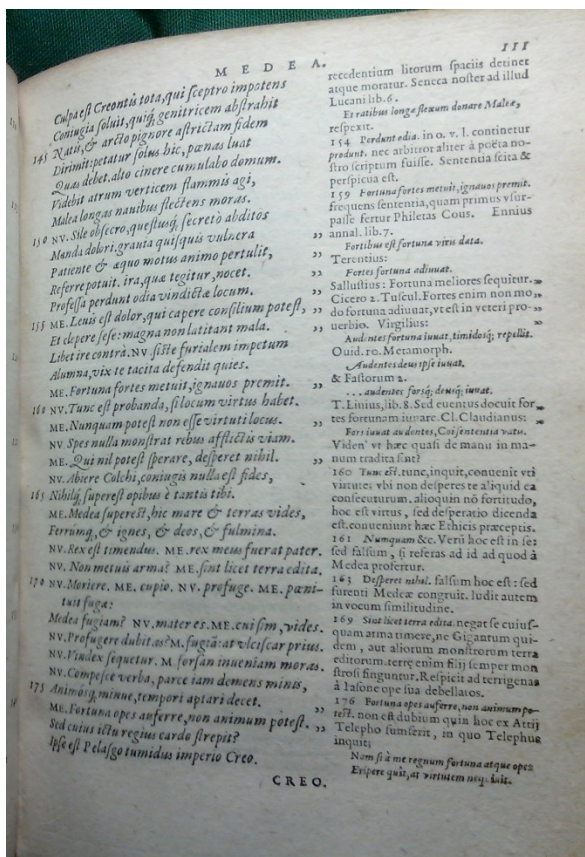 MEDEA.
111
Culpa est Creontis tota, qui sceptro impotens
Coniugia soluit, quiq; genitricem abstrahit
145 Natis, & arcto pignore astrictam fidem
Dirimit: petatur solus hic, pœnas luat
Quas debet. alto cinere cumulabo domum.
Videbit atrum verticem flammis agi,
Malea longas nauibus flectens moras.
150 NV. Sile obsecro, questusq; secretò abditos
Manda dolori. grauia quisquis vulnera
Patiente & æquo motus animo pertulit,
Referre potuit. ira, quæ tegitur, nocet.
Professa perdunt odia vindictæ locum.
155 ME. Leuis est dolor, qui capere consilium potest,
Et clepere sese: magna non latitant mala.
Libet ire contrà. NV. siste furialem impetum
Alumna, vix te tacita defendit quies.
ME. Fortuna fortes metuit, ignauos premit.
160 NV. Tunc est probanda, si locum virtus habet.
ME. Nunquam potest non esse virtuti locus.
NV. Spes nulla monstrat rebus afflictis viam.
ME. Qui nil potest sperare, desperet nihil.
NV. Abiere Colchi, coniugis nulla est fides,
165 Nihilq; superest opibus è tantis tibi.
ME. Medea superest, hic mare & terras vides,
Ferrumq;, & ignes, & deos, & fulmina.
NV. Rex est timendus. ME. rex meus fuerat pater.
NV. Non metuis arma? ME. sint licet terra edita.
170 NV. Moriere. ME. cupio. NV. profuge. ME. pœni-
tuit fugæ:
Medea fugiam? NV. mater es. ME. cui sim, vides.
NV. Profugere dubitas? M. fugiã: at vlciscar prius.
NV. Vindex sequetur. M forsan inueniam moras.
NV. Compesce verba, parce iam demens minis,
175 Animosq; minue, tempori aptari decet.
ME. Fortuna opes auferre, non animum potest.
Sed cuius ictu regius cardo strepit?
Ipse est Pelasgo tumidus imperio Creo.
CREO.
recedentium litorum spaciis detinet
atque moratur. Seneca noster ad illud
Lucani lib. 6.
Et ratibus longæ flexum donare Maleæ,
respexit.
154 Perdunt odia. in o. v. l. continetur
produnt. nec arbitror aliter à poëta no-
stro scriptum fuisse. Sententia scita &
perspicua est.
159 Fortuna fortes metuit, ignauos premit.
frequens sententia, quam primus vsur-
passe fertur Philetas Cous. Ennius
,, annal. lib. 7.
Fortibus est fortuna viris data.
,, Terentius:
Fortes fortuna adiuuat.
Sallustius: Fortuna meliores sequitur. ,,
,, Cicero 2. Tuscul. Fortes enim non mo ,,
,, do fortuna adiuuat, vt est in veteri pro- ,,
uerbio. Virgilius:
Audentes fortuna iuuat, timidosq; repellit.
Ouid. 10. Metamorph.
Audentes deus ipse iuuat.
,, & Fastorum 2.
... audentes forsq; deusq; iuuat.
T. Liuius, lib. 8. Sed euentus docuit for ,,
,, tes fortunam iuuare. Cl. Claudianus:
Fors iuuat audentes, Coi sententia vatis.
,, Viden' vt hæc quasi de manu in ma-
,, num tradita sint?
160 Tunc est. tunc, inquit, conuenit vti
virtute: vbi non desperes te aliquid ea
consecuturum. alioquin nõ fortitudo,
hoc est virtus, sed desperatio dicenda
est. conueniunt hæc Ethicis præceptis.
161 Numquam &c. Verũ hoc est in se:
sed falsum, si referas ad id ad quod à
Medea profertur.
163 Desperet nihil. falsum hoc est: sed
furenti Medeæ congruit. ludit autem
in vocum similitudine.
169 Sint licet terra edita. negat se cuius-
quam arma timere, ne Gigantum qui-
dem, aut aliorum monstrorum terra
editorum. terrę enim filij semper mon
strosi finguntur. Respicit ad terrigenas
à Iasone ope sua debellatos.
,, 176 Fortuna opes auferre, non animum po-
test. non est dubium quin hoc ex Attij
,, Telepho sumserit, in quo Telephus
inquit;
Nam si à me regnum fortuna atque opes
Eripere quit, at virtutem neq; init.